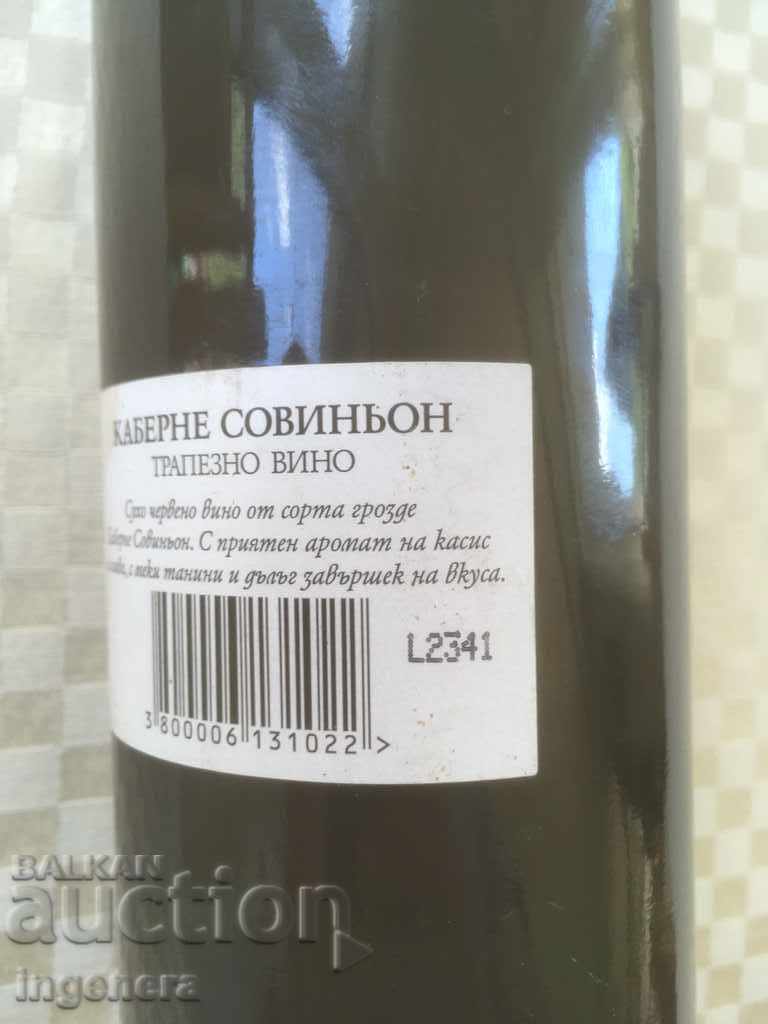 КАБЕРНЕ СОВИНЬОН
ТРАПЕЗНО ВИНО
Сухо червено вино от сорта грозде
Каберне Совиньон. С приятен аромат на касис
с меки танини и дълъг завършек на вкуса.
L2341
3 800006 131022 >
BALKAN
auction
ingenera